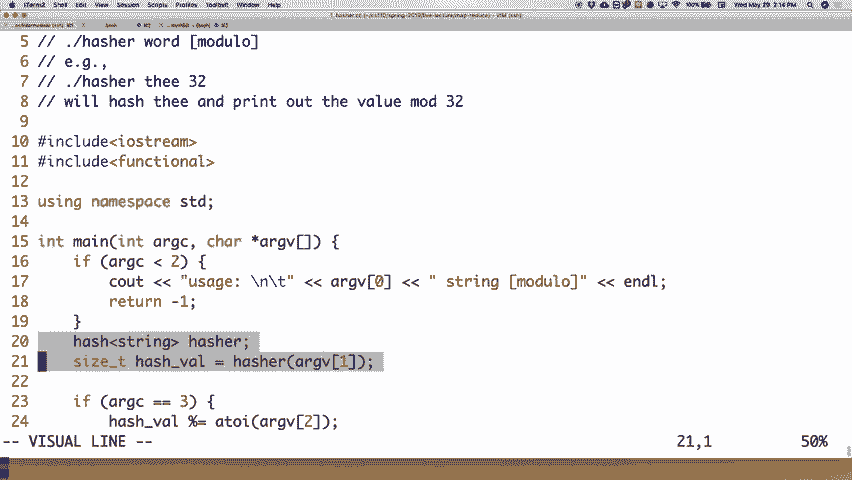 iTerm2 Shell Edit View Session Scripts Profiles Toolbelt Window Help 100% Wed May 29 2:14 PM
5 // ./hasher word [modulo]
6 // e.g.,
7 // ./hasher thee 32
8 // will hash thee and print out the value mod 32
9
10 #include<iostream>
11 #include<functional>
12
13 using namespace std;
14
15 int main(int argc, char *argv[]) {
16     if (argc < 2) {
17         cout << "usage: \n\t" << argv[0] << " string [modulo]" << endl;
18         return -1;
19     }
20     hash<string> hasher;
21     size_t hash_val = hasher(argv[1]);
22
23     if (argc == 3) {
24         hash_val %= atoi(argv[2]);
-- VISUAL LINE -- 21,1 50%